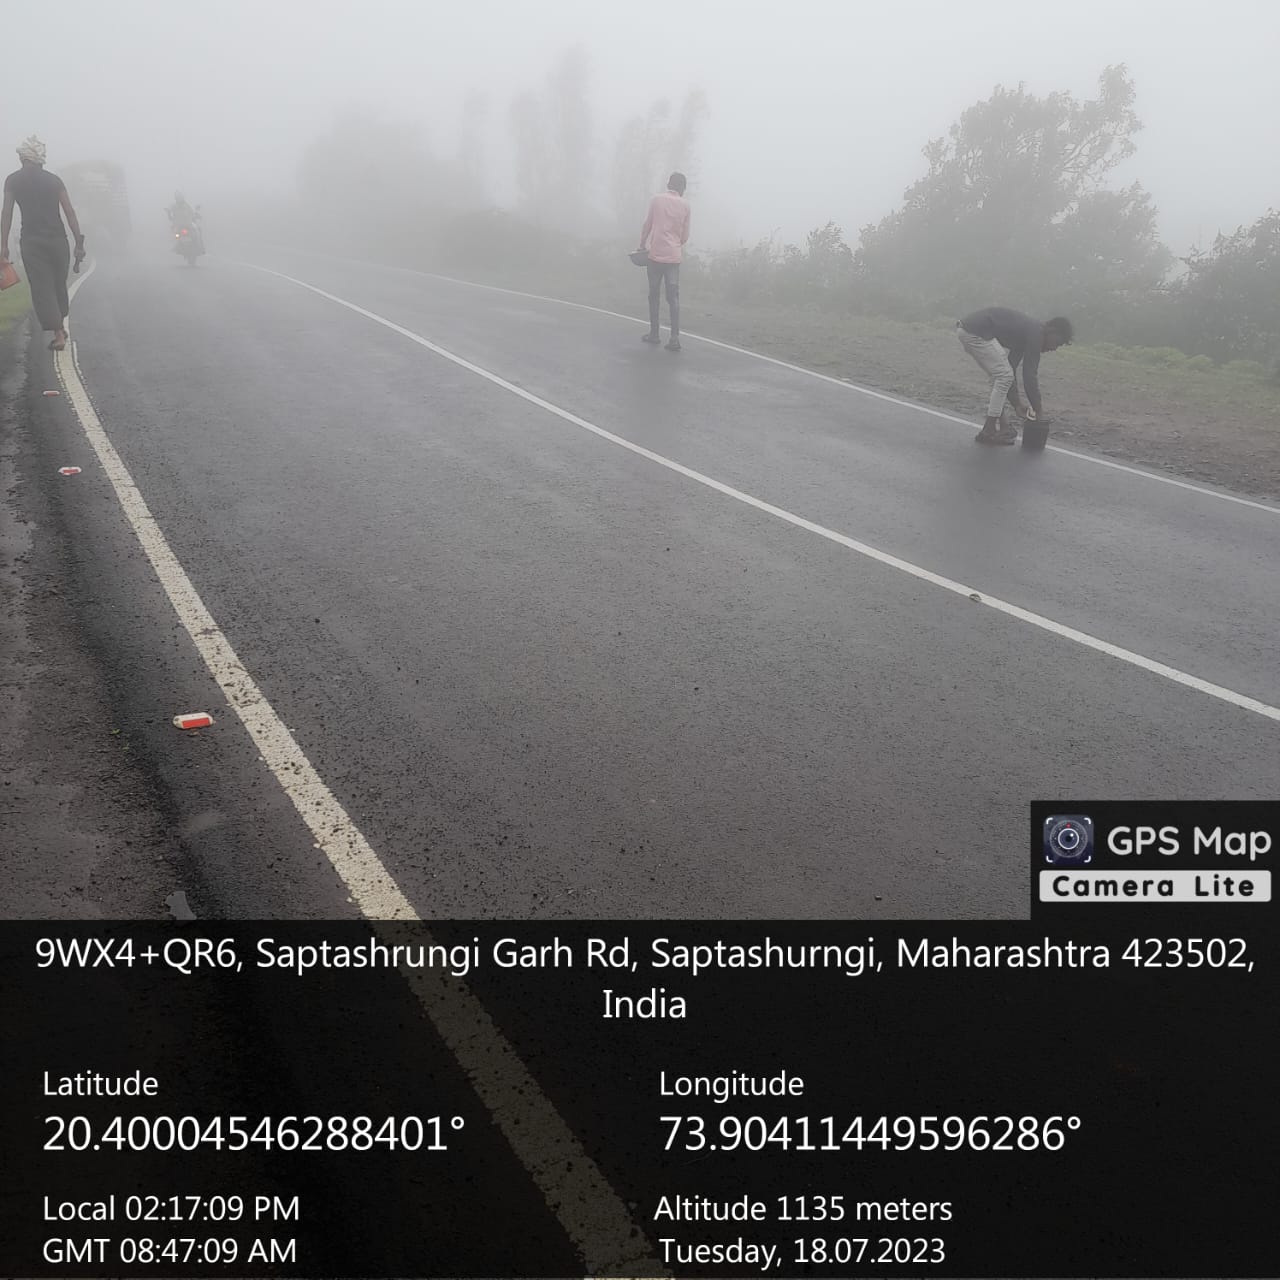 GPS Map
Camera Lite
9WX4+QR6, Saptashrungi Garh Rd, Saptashurngi, Maharashtra 423502,
India
Latitude
20.40004546288401°
Longitude
73.90411449596286°
Local 02:17:09 PM
GMT 08:47:09 AM
Altitude 1135 meters
Tuesday, 18.07.2023